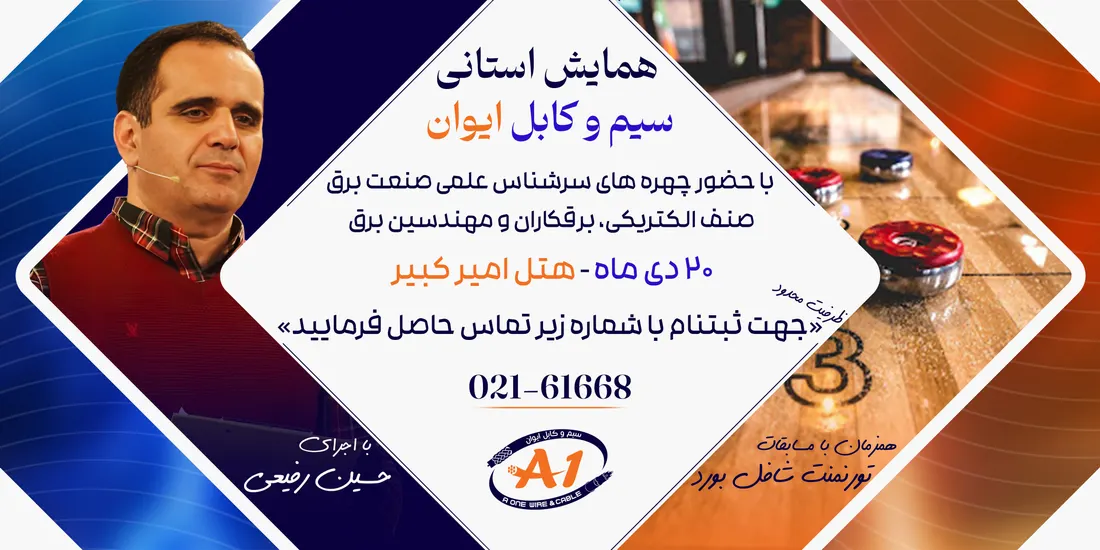 همایش استانی
سیم و کابل ایوان
با حضور چهره های سرشناس علمی صنعت برق
صنف الکتریکی، برقکاران و مهندسین برق
۲۰ دی ماه - هتل امیر کبیر
ظرفیت محدود
«جهت ثبتنام با شماره زیر تماس حاصل فرمایید»
021-61668
سیم و کابل ایوان
A1
A ONE WIRE & CABLE
با اجرای
حسین رفیعی
همزمان با مسابقات
تورنمنت شافل بورد
3